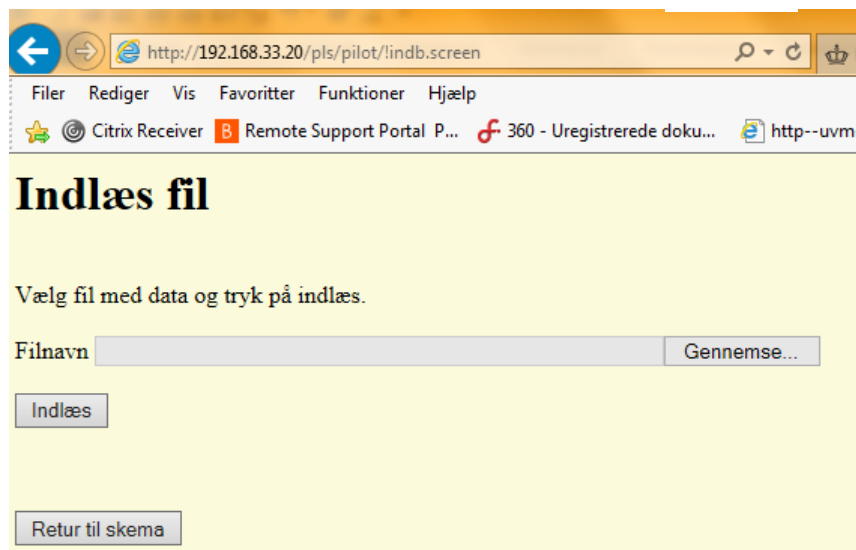 http://192.168.33.20/pls/pilot/!indb.screen
Filer Rediger Vis Favoritter Funktioner Hjælp
Citrix Receiver B Remote Support Portal P... 360 - Uregistrerede doku... http--uvm
Indlæs fil
Vælg fil med data og tryk på indlæs.
Filnavn Gennemse...
Indlæs
Retur til skema